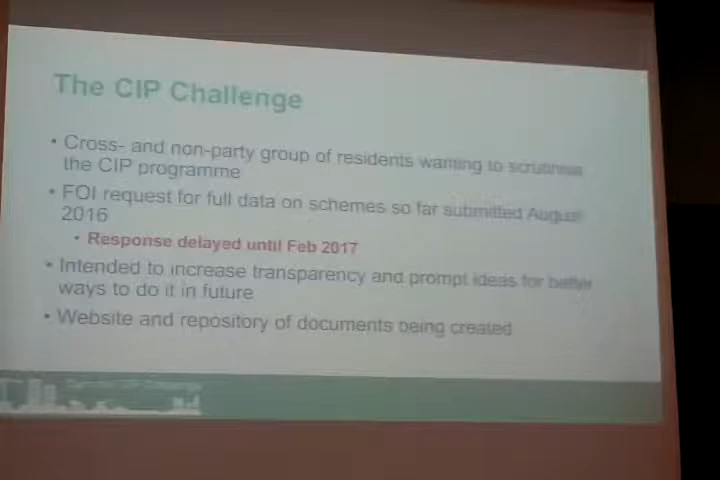 The CIP Challenge
• Cross- and non-party group of residents wanting to scrutinise
the CIP programme
• FOI request for full data on schemes so far submitted August
2016
• Response delayed until Feb 2017
• Intended to increase transparency and prompt ideas for better
ways to do it in future
• Website and repository of documents being created